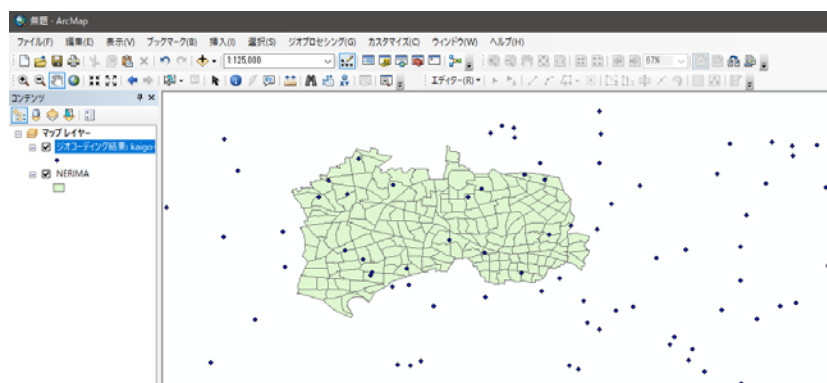 無題 - ArcMap
ファイル(F) 編集(E) 表示(V) ブックマーク(B) 挿入(I) 選択(S) ジオプロセシング(G) カスタマイズ(C) ウィンドウ(W) ヘルプ(H)
1:125,000 67%
エディター(R)
コンテンツ
マップ レイヤー
ジオコーディング結果: kaigo
NERIMA